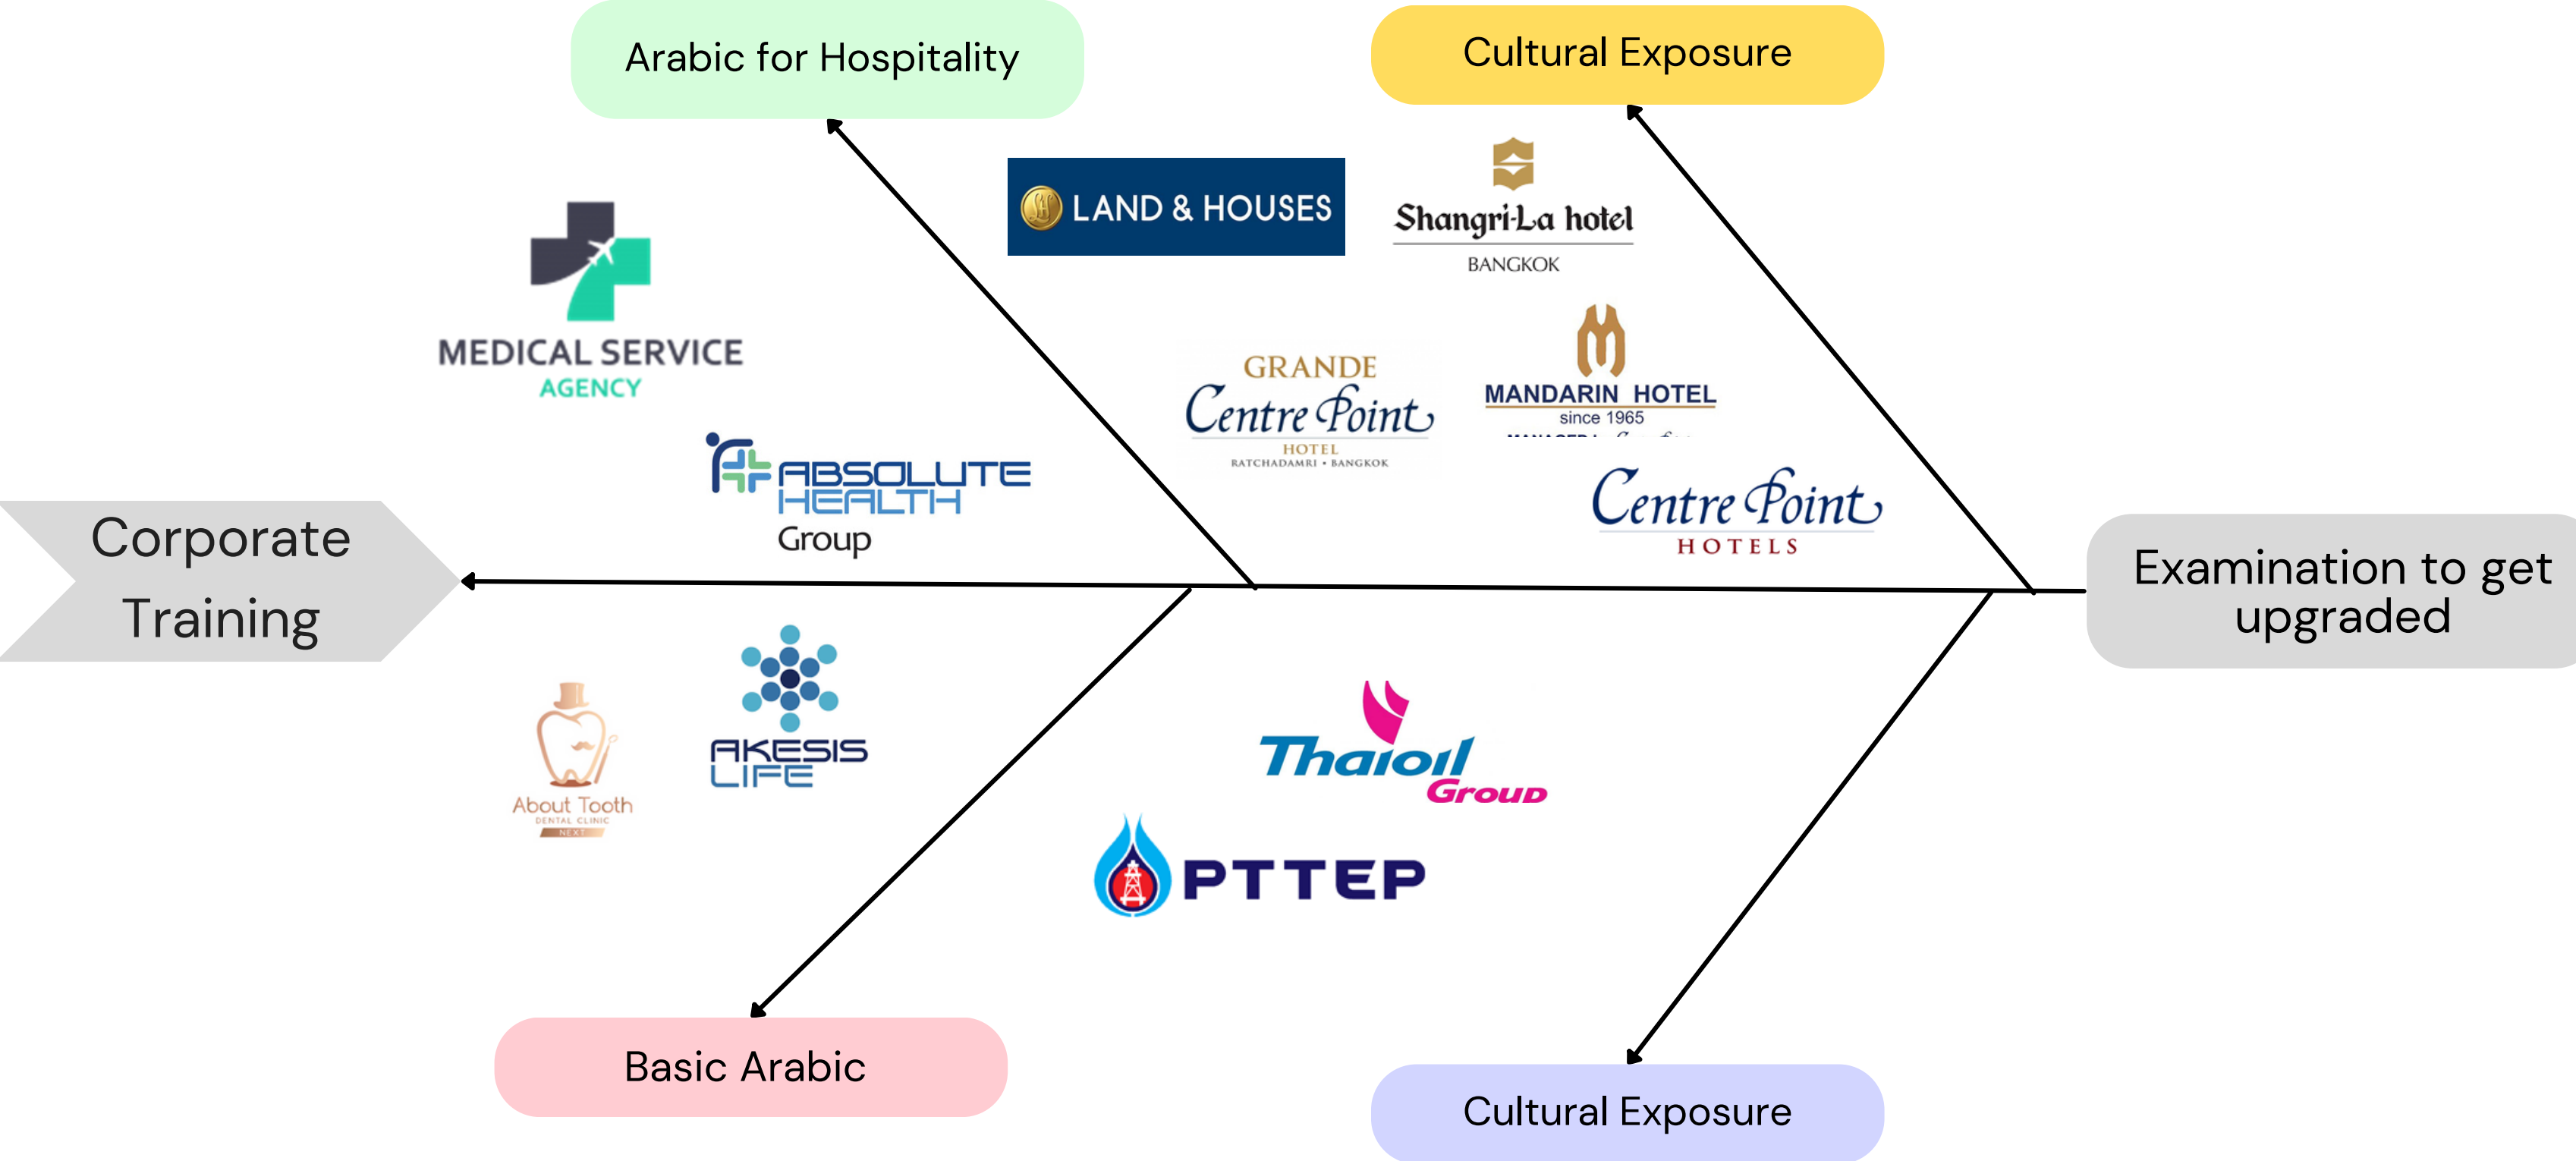 Arabic for Hospitality
Cultural Exposure
LAND & HOUSES
Shangri-La hotel
BANGKOK
MEDICAL SERVICE
AGENCY
GRANDE
Centre Point
HOTEL
RATCHADAMRI • BANGKOK
MANDARIN HOTEL
since 1965
ABSOLUTE
HEALTH
Group
Centre Point
HOTELS
Corporate
Training
Examination to get
upgraded
AKESIS
LIFE
About Tooth
DENTAL CLINIC
NEXT
Thaioil
Group
PTTEP
Basic Arabic
Cultural Exposure